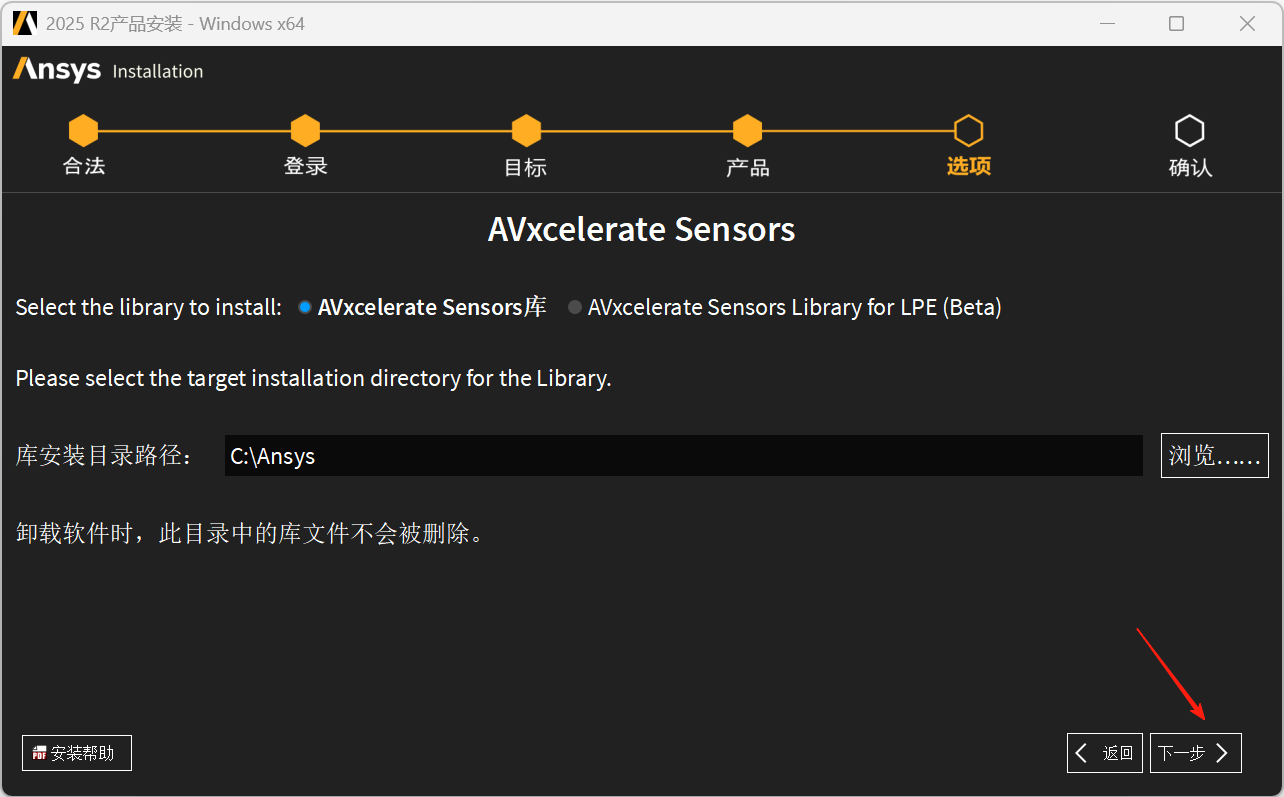 2025 R2产品安装 - Windows x64
Ansys Installation
合法 登录 目标 产品 选项 确认
AVxcelerate Sensors
Select the library to install: AVxcelerate Sensors库 AVxcelerate Sensors Library for LPE (Beta)
Please select the target installation directory for the Library.
库安装目录路径： C:\Ansys 浏览……
卸载软件时，此目录中的库文件不会被删除。
PDF 安装帮助 返回 下一步